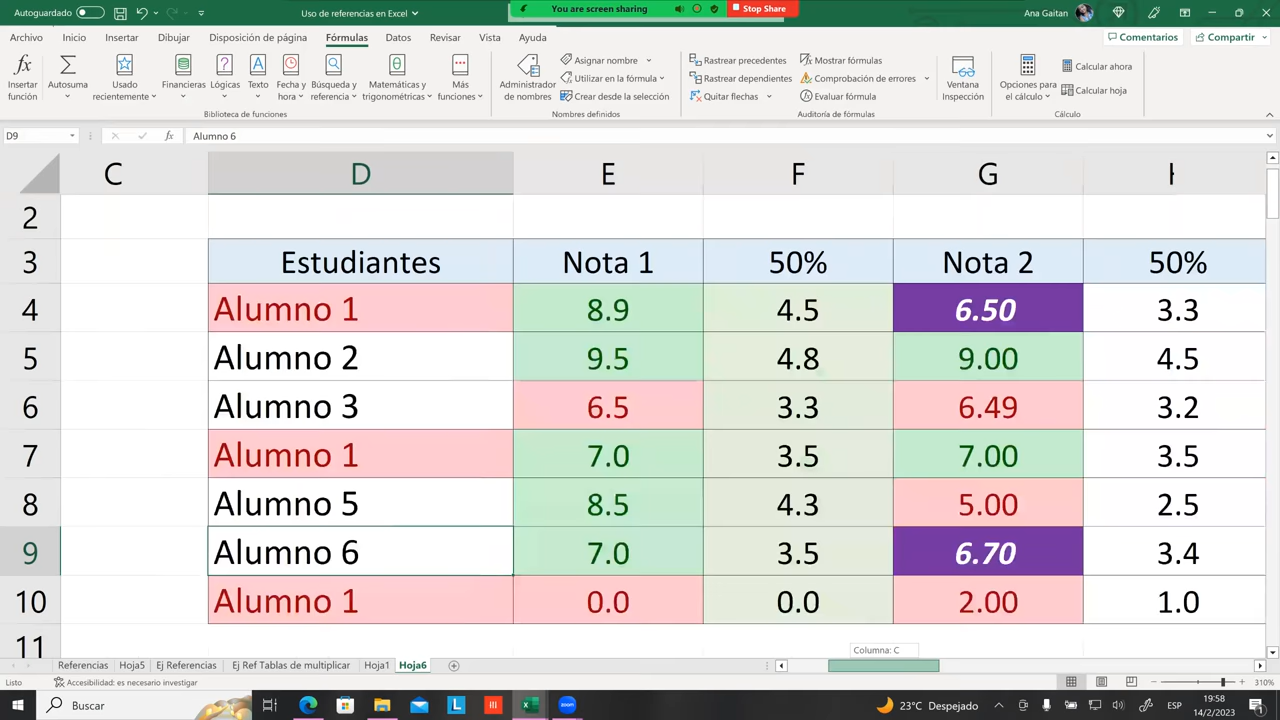 Autoguardado
Uso de referencias en Excel
You are screen sharing
Stop Share
Ana Gaitan
Archivo Inicio Insertar Dibujar Disposición de página Fórmulas Datos Revisar Vista Ayuda
Comentarios Compartir
Insertar función
Autosuma
Usado recientemente
Financieras
Lógicas
Texto
Fecha y hora
Búsqueda y referencia
Matemáticas y trigonométricas
Más funciones
Biblioteca de funciones
Administrador de nombres
Asignar nombre
Utilizar en la fórmula
Crear desde la selección
Nombres definidos
Rastrear precedentes
Rastrear dependientes
Quitar flechas
Mostrar fórmulas
Comprobación de errores
Evaluar fórmula
Auditoría de fórmulas
Ventana Inspección
Opciones para el cálculo
Calcular ahora
Calcular hoja
Cálculo
D9
fx
Alumno 6
C D E F G
2
3 Estudiantes Nota 1 50% Nota 2 50%
4 Alumno 1 8.9 4.5 6.50 3.3
5 Alumno 2 9.5 4.8 9.00 4.5
6 Alumno 3 6.5 3.3 6.49 3.2
7 Alumno 1 7.0 3.5 7.00 3.5
8 Alumno 5 8.5 4.3 5.00 2.5
9 Alumno 6 7.0 3.5 6.70 3.4
10 Alumno 1 0.0 0.0 2.00 1.0
11
Columna: C
Referencias Hoja5 Ej Referencias Ej Ref Tablas de multiplicar Hoja1 Hoja6
Listo
Accesibilidad: es necesario investigar
310%
Buscar
zoom
23°C Despejado
ESP
19:58
14/2/2023